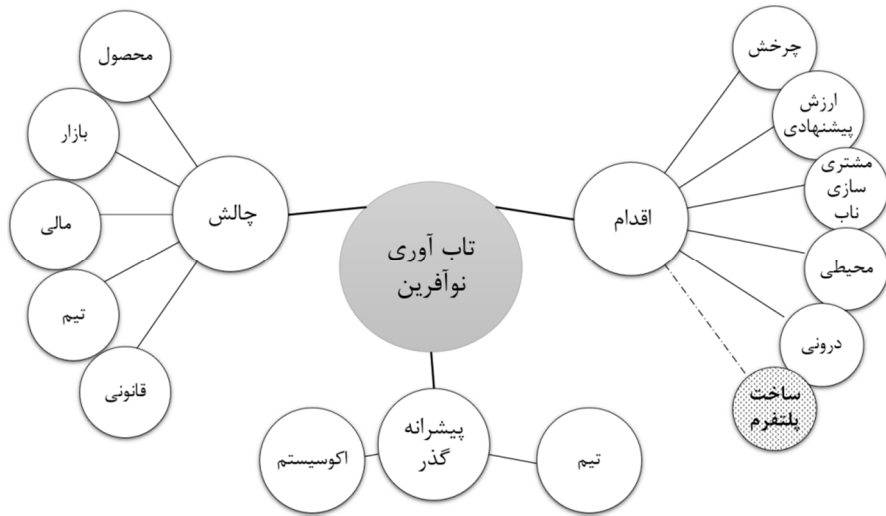 چرخش
ارزش
پیشنهادی
مشتری
سازی
ناب
محیطی
درونی
ساخت
پلتفرم
اقدام
تاب آوری
نوآفرین
چالش
محصول
بازار
مالی
تیم
قانونی
پیشرانه
گذر
تیم
اکوسیستم